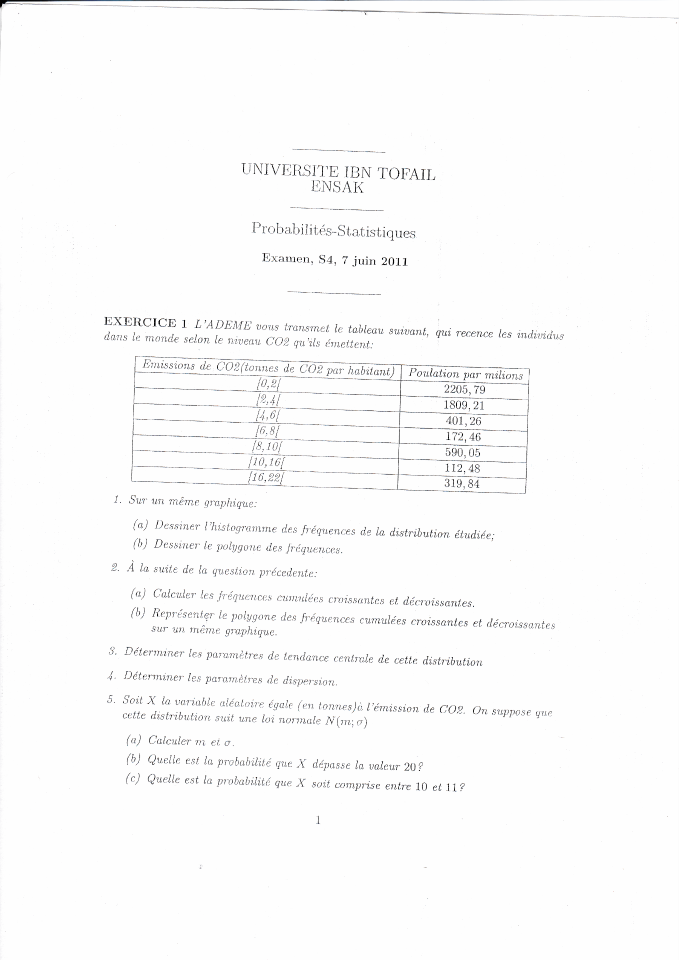 UNIVERSITE IBN TOFAIL
ENSAK
Probabilités-Statistiques
Examen, S4, 7 juin 2011
EXERCICE 1 L'ADEME vous transmet le tableau suivant, qui recence les individus
dans le monde selon le niveau CO2 qu'ils émettent:
Emissions de CO2(tonnes de CO2 par habitant) Poulation par milions
[0,2[ 2205,79
[2,4[ 1809,21
[4,6[ 401,26
[6,8[ 172,46
[8,10[ 590,05
[10,16[ 112,48
[16,22[ 319,84
1. Sur un même graphique:
(a) Dessiner l'histogramme des fréquences de la distribution étudiée;
(b) Dessiner le polygone des fréquences.
2. À la suite de la question précedente:
(a) Calculer les fréquences cumulées croissantes et décroissantes.
(b) Représenter le polygone des fréquences cumulées croissantes et décroissantes
sur un même graphique.
3. Déterminer les paramètres de tendance centrale de cette distribution
4. Déterminer les paramètres de dispersion.
5. Soit X la variable aléatoire égale (en tonnes)à l'émission de CO2. On suppose que
cette distribution suit une loi normale N(m; σ)
(a) Calculer m et σ.
(b) Quelle est la probabilité que X dépasse la valeur 20?
(c) Quelle est la probabilité que X soit comprise entre 10 et 11?
1